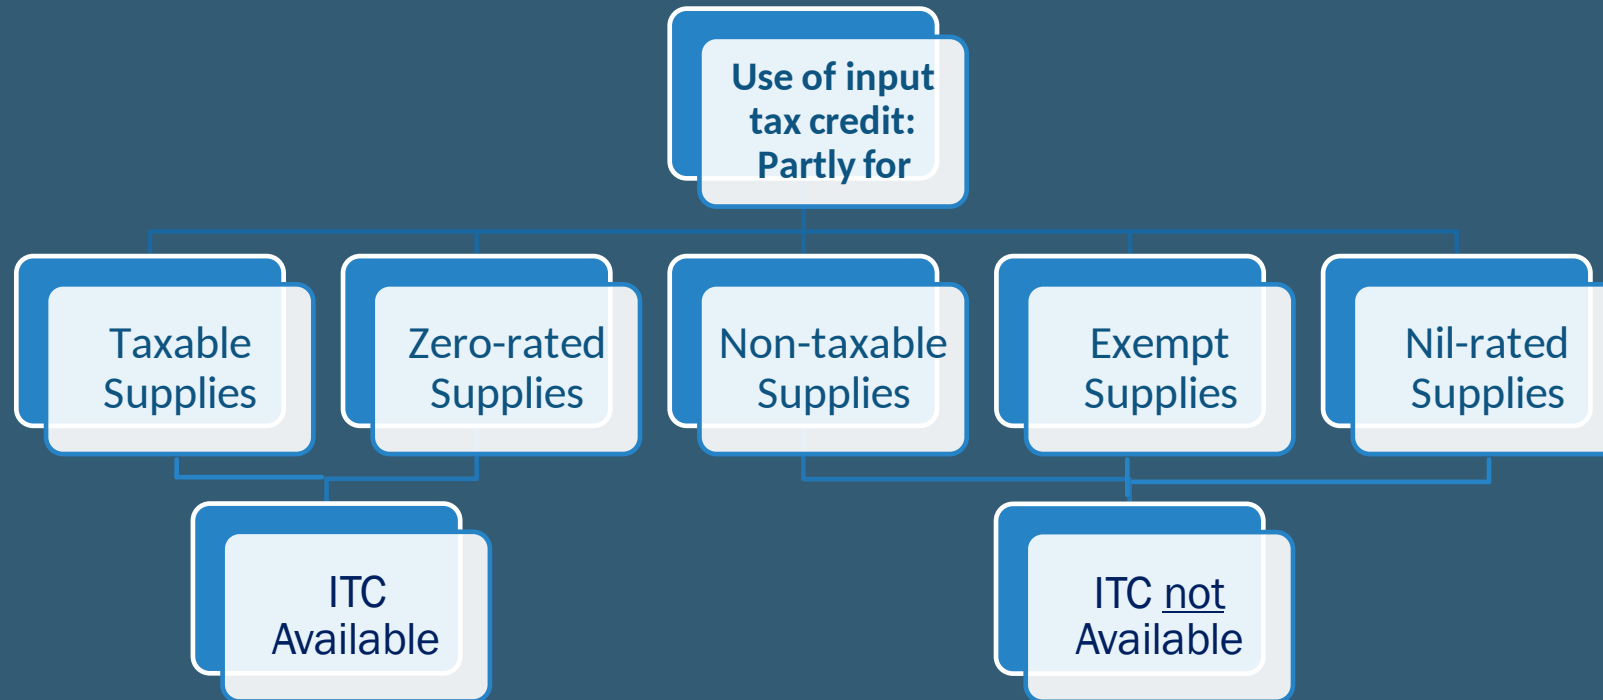 Use of input
tax credit:
Partly for
Taxable
Supplies
Zero-rated
Supplies
Non-taxable
Supplies
Exempt
Supplies
Nil-rated
Supplies
ITC
Available
ITC not
Available